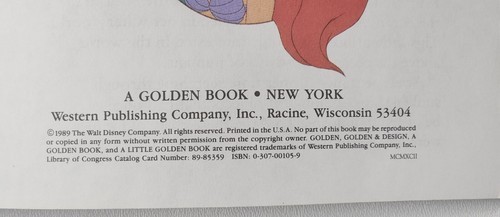 A GOLDEN BOOK • NEW YORK
Western Publishing Company, Inc., Racine, Wisconsin 53404
©1989 The Walt Disney Company. All rights reserved. Printed in the U.S.A. No part of this book may be reproduced
or copied in any form without written permission from the copyright owner. GOLDEN, GOLDEN & DESIGN, A
GOLDEN BOOK, and A LITTLE GOLDEN BOOK are registered trademarks of Western Publishing Company, Inc.,
Library of Congress Catalog Card Number: 89-85359 ISBN: 0-307-00105-9 MCMXCII